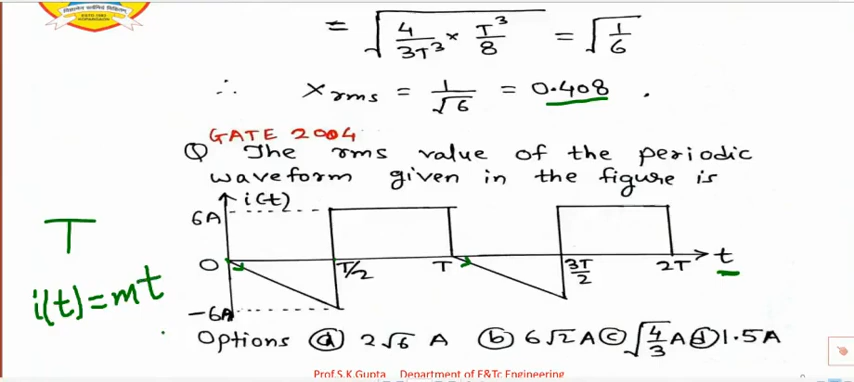 = √(4/3T³ × T³/8) = √(1/6)
∴ Xrms = 1/√6 = 0.408 .
GATE 2004
Q The rms value of the periodic
waveform given in the figure is
i(t)
6A
0 T/2 T 3T/2 2T t
-6A
T
i(t)=mt
Options ⓐ 2√6 A ⓑ 6√2 A ⓒ √(4/3) A ⓓ 1.5A
Prof.S.K.Gupta Department of E&Tc Engineering